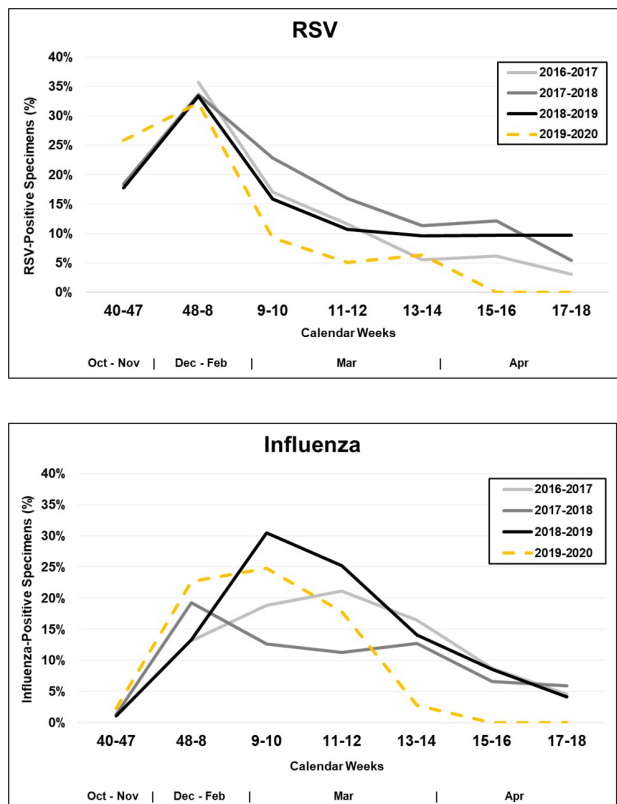 RSV
40%
35%
30%
25%
20%
15%
10%
5%
0%
RSV-Positive Specimens (%)
2016-2017
2017-2018
2018-2019
2019-2020
40-47 48-8 9-10 11-12 13-14 15-16 17-18
Calendar Weeks
Oct - Nov | Dec - Feb | Mar | Apr
Influenza
40%
35%
30%
25%
20%
15%
10%
5%
0%
Influenza-Positive Specimens (%)
2016-2017
2017-2018
2018-2019
2019-2020
40-47 48-8 9-10 11-12 13-14 15-16 17-18
Calendar Weeks
Oct - Nov | Dec - Feb | Mar | Apr